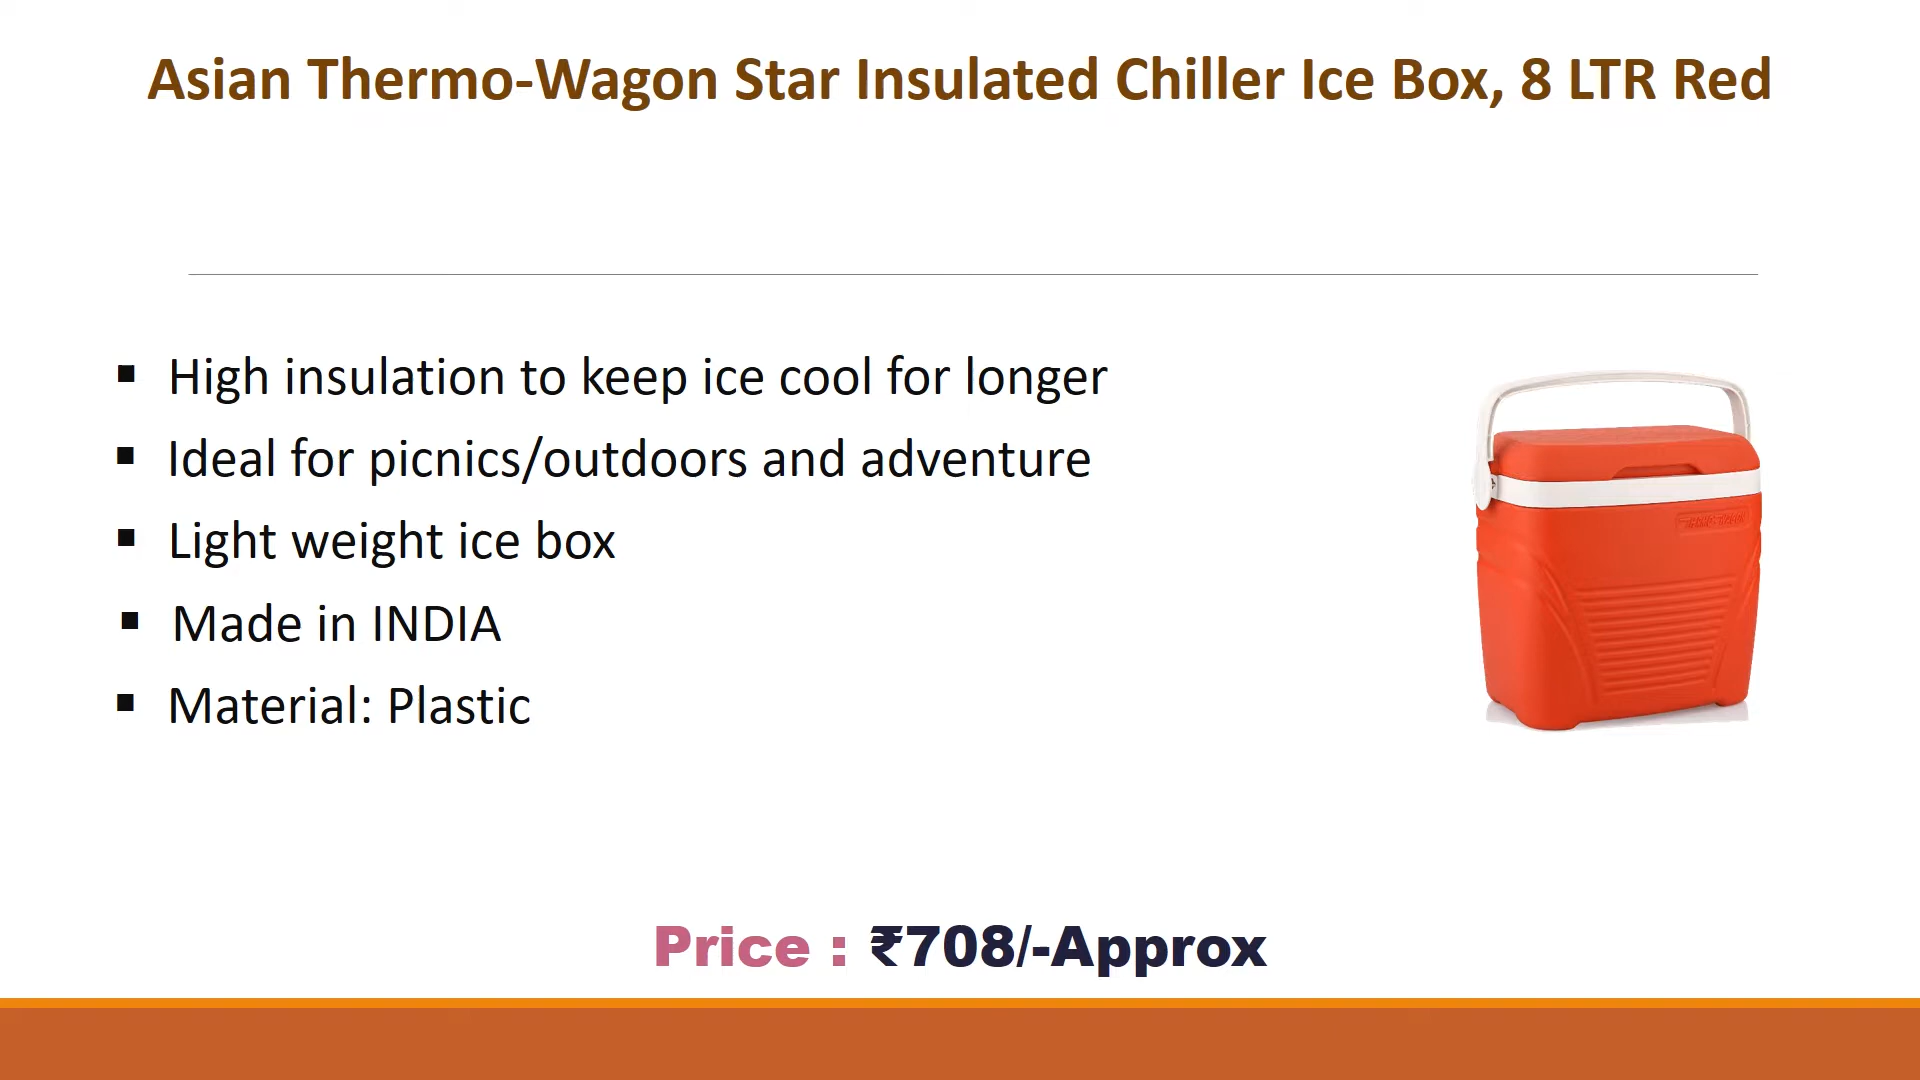 Asian Thermo-Wagon Star Insulated Chiller Ice Box, 8 LTR Red
▪ High insulation to keep ice cool for longer
▪ Ideal for picnics/outdoors and adventure
▪ Light weight ice box
▪ Made in INDIA
▪ Material: Plastic
Price : ₹708/-Approx